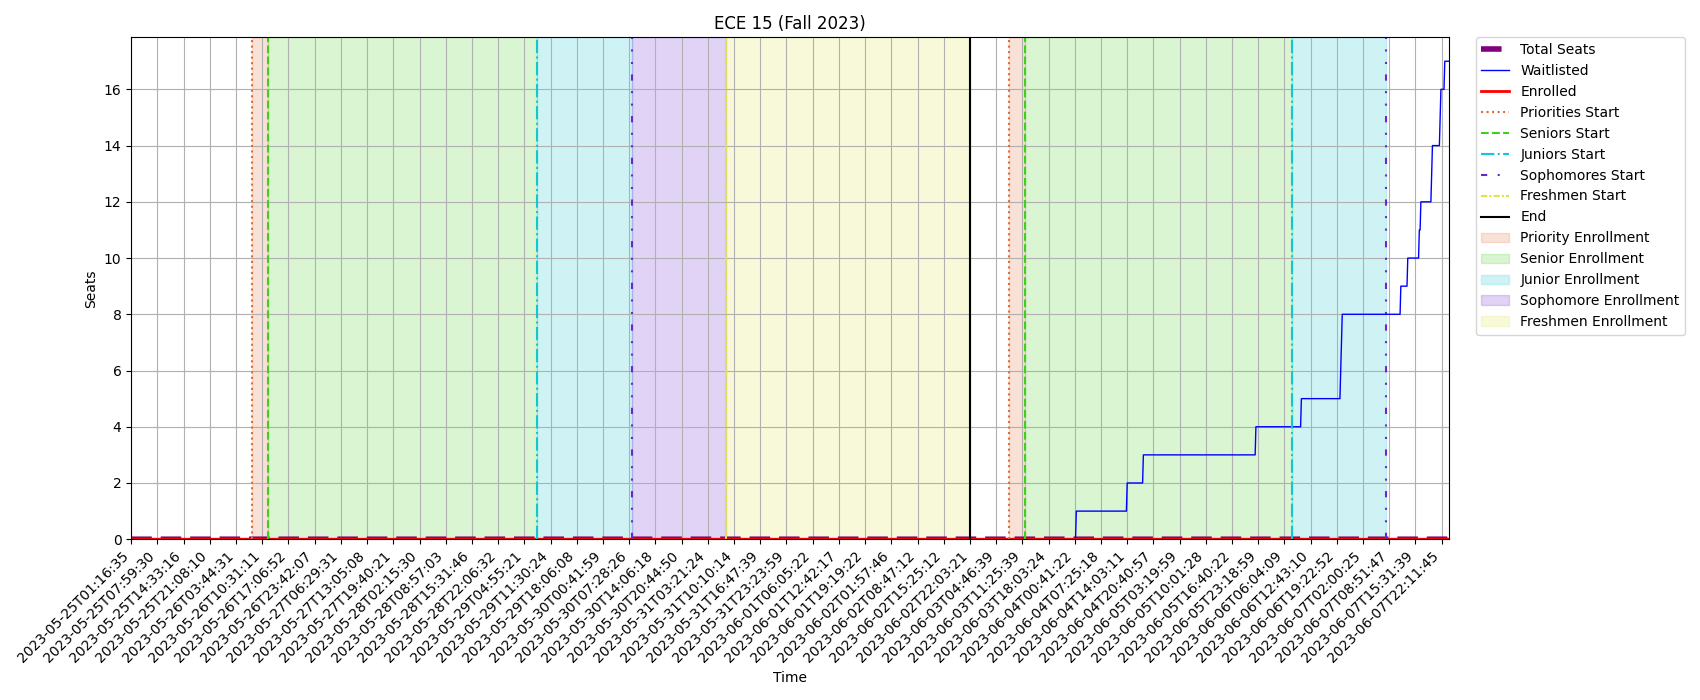 ECE 15 (Fall 2023)
Seats
16
14
12
10
8
6
4
2
0
2023-05-25T01:16:35
2023-05-25T07:59:30
2023-05-25T14:33:16
2023-05-25T21:08:10
2023-05-26T03:44:31
2023-05-26T10:31:11
2023-05-26T17:06:52
2023-05-26T23:42:07
2023-05-27T06:29:31
2023-05-27T13:05:08
2023-05-27T19:40:21
2023-05-28T02:15:30
2023-05-28T08:57:03
2023-05-28T15:31:46
2023-05-28T22:06:32
2023-05-29T04:55:21
2023-05-29T11:30:24
2023-05-29T18:06:08
2023-05-30T00:41:59
2023-05-30T07:28:26
2023-05-30T14:06:18
2023-05-30T20:44:50
2023-05-31T03:21:24
2023-05-31T10:10:14
2023-05-31T16:47:39
2023-05-31T23:23:59
2023-06-01T06:05:22
2023-06-01T12:42:17
2023-06-01T19:19:22
2023-06-02T01:57:46
2023-06-02T08:47:12
2023-06-02T15:25:12
2023-06-02T22:03:21
2023-06-03T04:46:39
2023-06-03T11:25:39
2023-06-03T18:03:24
2023-06-04T00:41:22
2023-06-04T07:25:18
2023-06-04T14:03:11
2023-06-04T20:40:57
2023-06-05T03:19:59
2023-06-05T10:01:28
2023-06-05T16:40:22
2023-06-05T23:18:59
2023-06-06T06:04:09
2023-06-06T12:43:10
2023-06-06T19:22:52
2023-06-07T02:00:25
2023-06-07T08:51:47
2023-06-07T15:31:39
2023-06-07T22:11:45
Time
Total Seats
Waitlisted
Enrolled
Priorities Start
Seniors Start
Juniors Start
Sophomores Start
Freshmen Start
End
Priority Enrollment
Senior Enrollment
Junior Enrollment
Sophomore Enrollment
Freshmen Enrollment